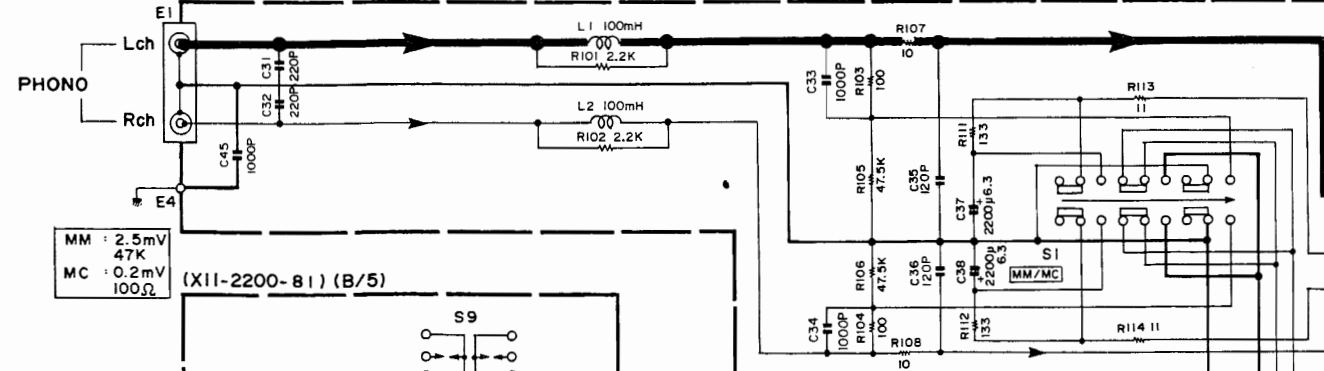 E1
Lch
PHONO
Rch
C31
220P
C32
220P
C45
1000P
E4
L1 100mH
R101 2.2K
L2 100mH
R102 2.2K
C33
1000P
R103
100
R107
10
R105
47.5K
C35
120P
R111
133
R113
11
C37
2200μ6.3
+
S1
MM/MC
R106
47.5K
C36
120P
C38
2200μ
6.3
+
C34
1000P
R104
100
R108
10
R112
133
R114 11
MM : 2.5mV
47K
MC : 0.2mV
100Ω
(X11-2200-81) (B/5)
S9